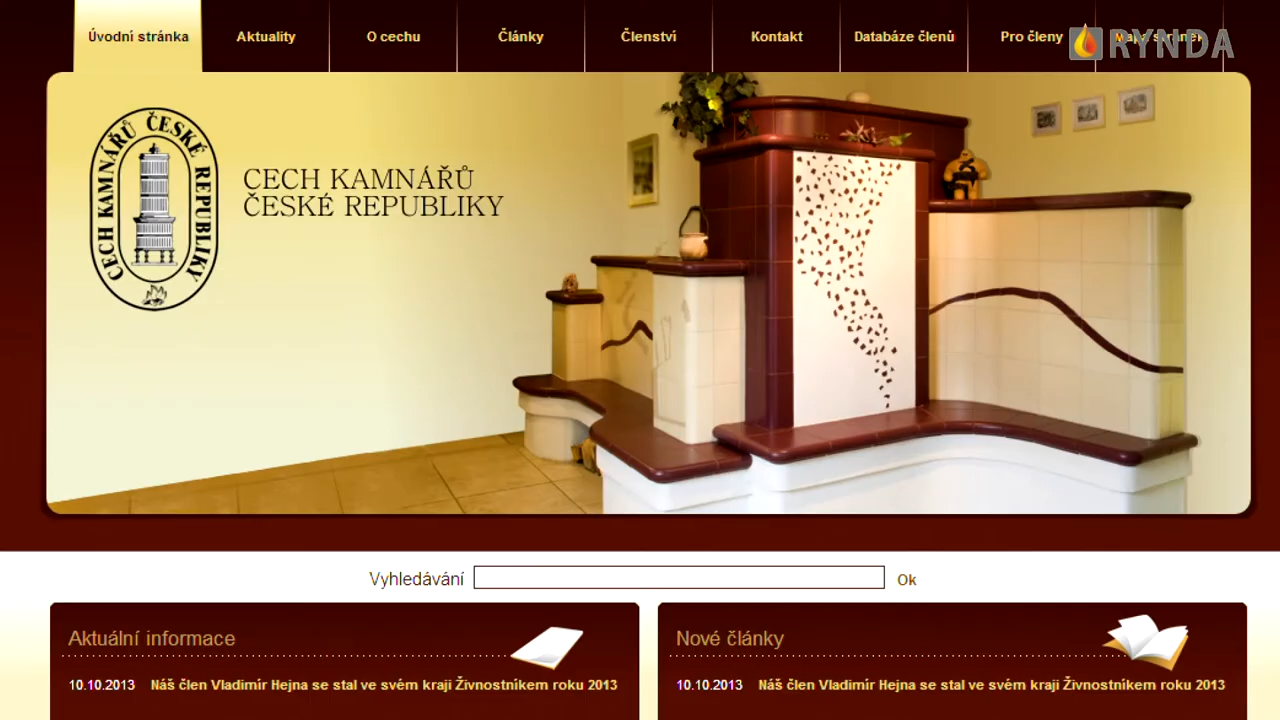 Úvodní stránka
Aktuality
O cechu
Články
Členství
Kontakt
Databáze členů
Pro členy
Mapa stránek
RYNDA
CECH KAMNÁŘŮ ČESKÉ REPUBLIKY
CECH KAMNÁŘŮ
ČESKÉ REPUBLIKY
Vyhledávání
Ok
Aktuální informace
10.10.2013 Náš člen Vladimír Hejna se stal ve svém kraji Živnostníkem roku 2013
Nové články
10.10.2013 Náš člen Vladimír Hejna se stal ve svém kraji Živnostníkem roku 2013